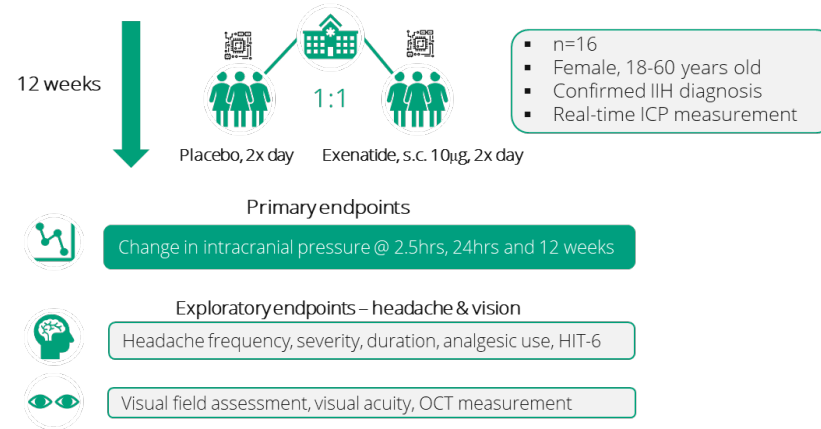 12 weeks
1:1
Placebo, 2x day
Exenatide, s.c. 10μg, 2x day
▪ n=16
▪ Female, 18-60 years old
▪ Confirmed IIH diagnosis
▪ Real-time ICP measurement
Primary endpoints
Change in intracranial pressure @ 2.5hrs, 24hrs and 12 weeks
Exploratory endpoints – headache & vision
Headache frequency, severity, duration, analgesic use, HIT-6
Visual field assessment, visual acuity, OCT measurement